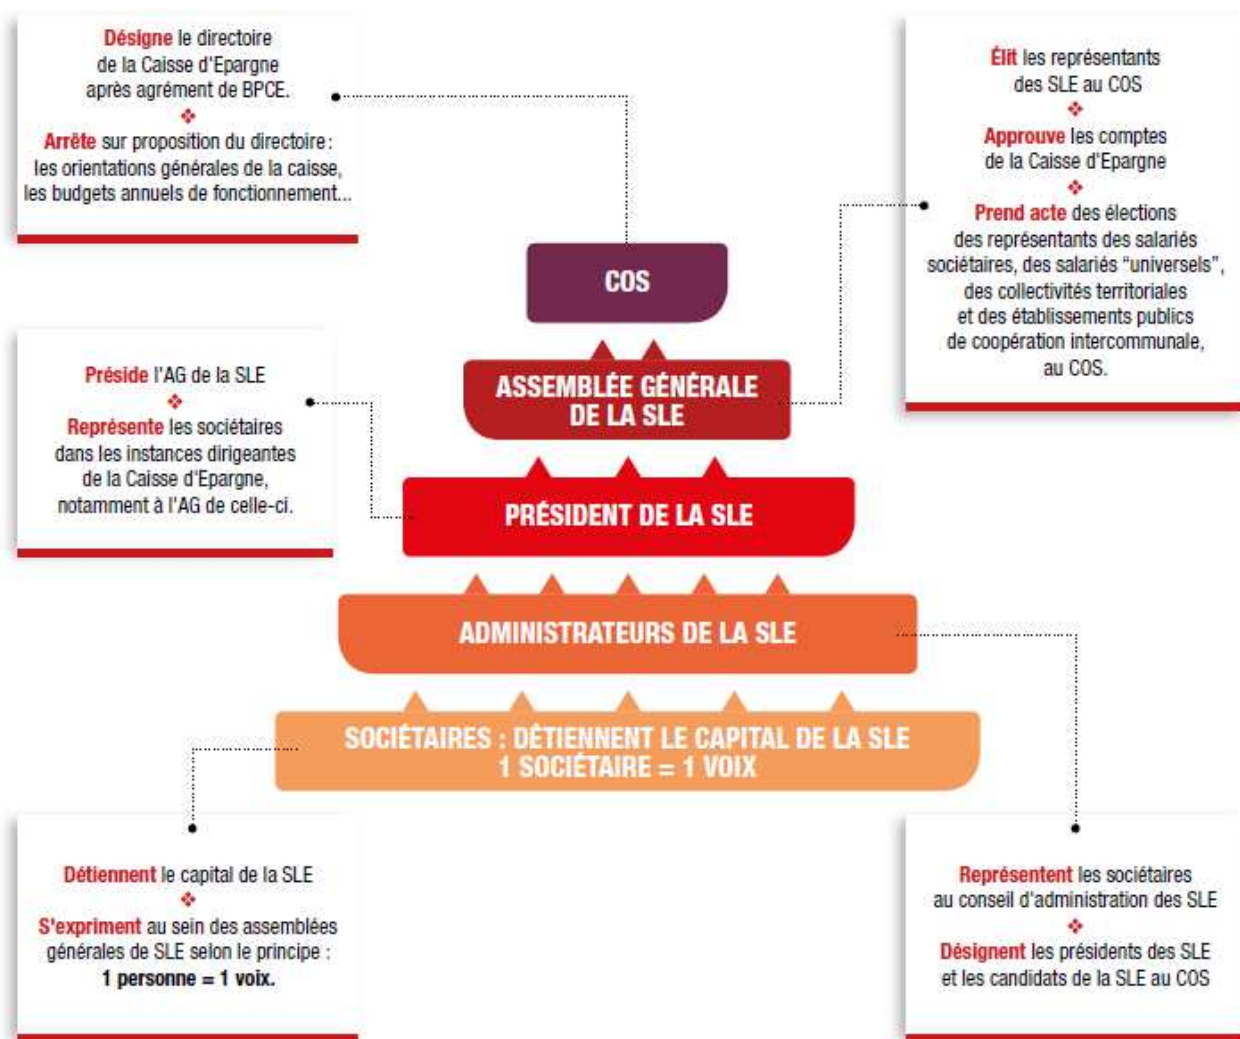 Désigne le directoire
de la Caisse d'Epargne
après agrément de BPCE.
Arrête sur proposition du directoire :
les orientations générales de la caisse,
les budgets annuels de fonctionnement...
Élit les représentants
des SLE au COS
Approuve les comptes
de la Caisse d'Epargne
Prend acte des élections
des représentants des salariés
sociétaires, des salariés “universels”,
des collectivités territoriales
et des établissements publics
de coopération intercommunale,
au COS.
COS
ASSEMBLÉE GÉNÉRALE
DE LA SLE
Préside l'AG de la SLE
Représente les sociétaires
dans les instances dirigeantes
de la Caisse d'Epargne,
notamment à l'AG de celle-ci.
PRÉSIDENT DE LA SLE
ADMINISTRATEURS DE LA SLE
SOCIÉTAIRES : DÉTIENNENT LE CAPITAL DE LA SLE
1 SOCIÉTAIRE = 1 VOIX
Détiennent le capital de la SLE
S'expriment au sein des assemblées
générales de SLE selon le principe :
1 personne = 1 voix.
Représentent les sociétaires
au conseil d'administration des SLE
Désignent les présidents des SLE
et les candidats de la SLE au COS